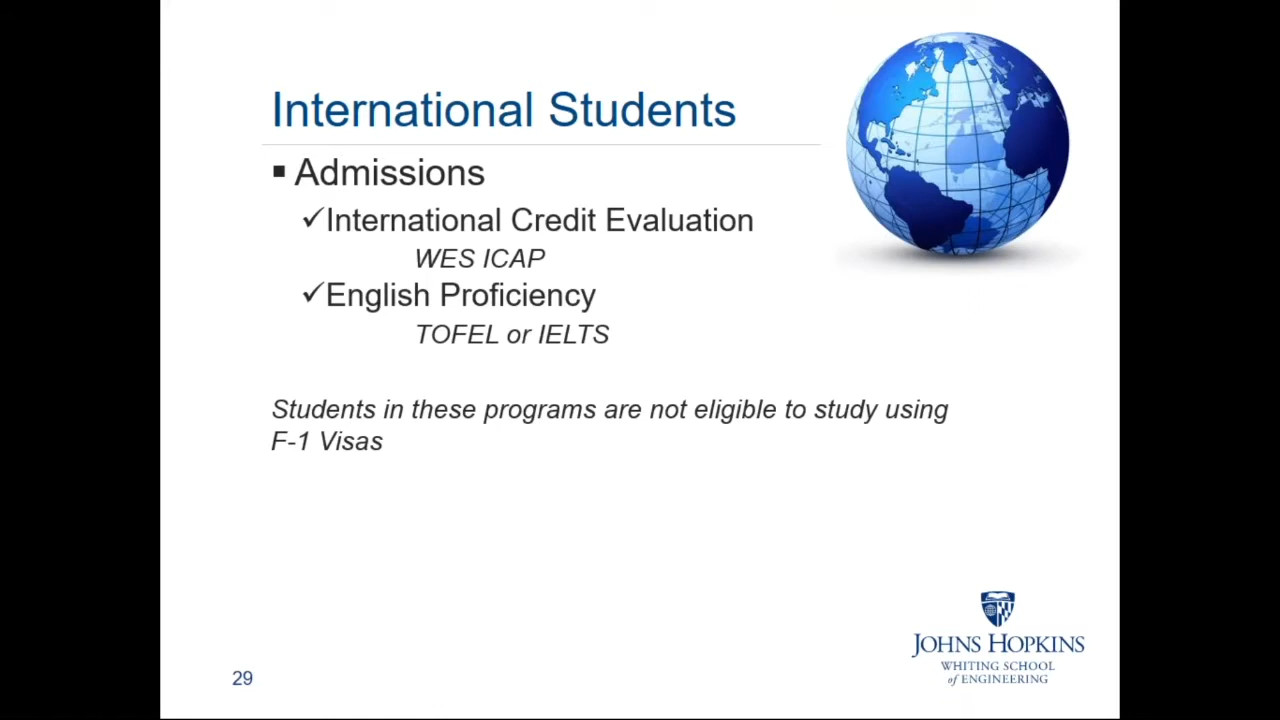 International Students
▪ Admissions
✓International Credit Evaluation
WES ICAP
✓English Proficiency
TOFEL or IELTS
Students in these programs are not eligible to study using
F-1 Visas
29
JOHNS HOPKINS
WHITING SCHOOL
of ENGINEERING